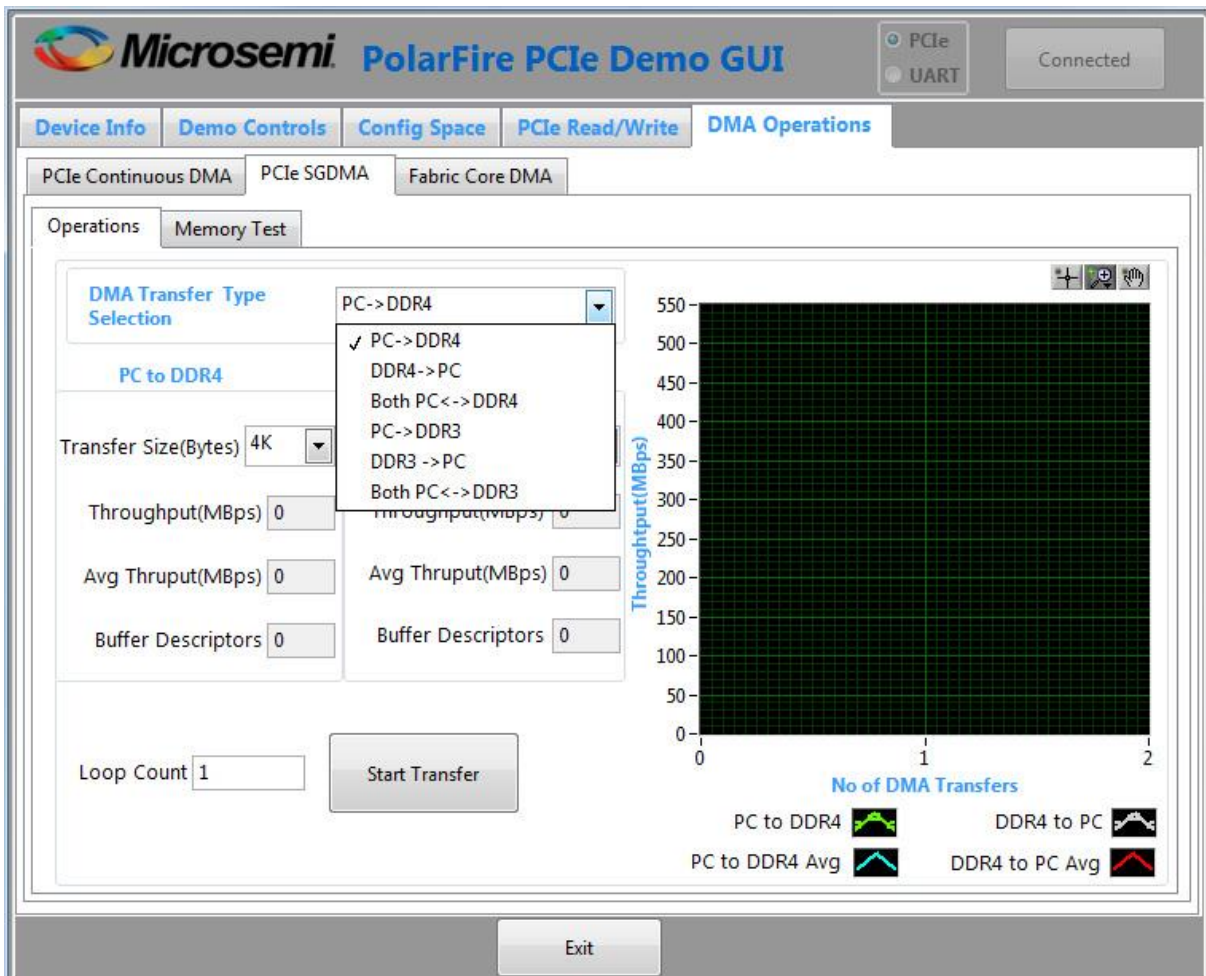 Microsemi. PolarFire PCIe Demo GUI
PCIe
UART
Connected
Device Info Demo Controls Config Space PCIe Read/Write DMA Operations
PCIe Continuous DMA PCIe SGDMA Fabric Core DMA
Operations Memory Test
DMA Transfer Type
Selection
PC->DDR4
PC->DDR4
DDR4->PC
Both PC<->DDR4
PC->DDR3
DDR3 ->PC
Both PC<->DDR3
PC to DDR4
Transfer Size(Bytes) 4K
Throughput(MBps) 0
Avg Thruput(MBps) 0
Buffer Descriptors 0
Throughput(MBps) 0
Avg Thruput(MBps) 0
Buffer Descriptors 0
Loop Count 1
Start Transfer
Throughtput(MBps)
550
500
450
400
350
300
250
200
150
100
50
0
0 1 2
No of DMA Transfers
PC to DDR4 DDR4 to PC
PC to DDR4 Avg DDR4 to PC Avg
Exit